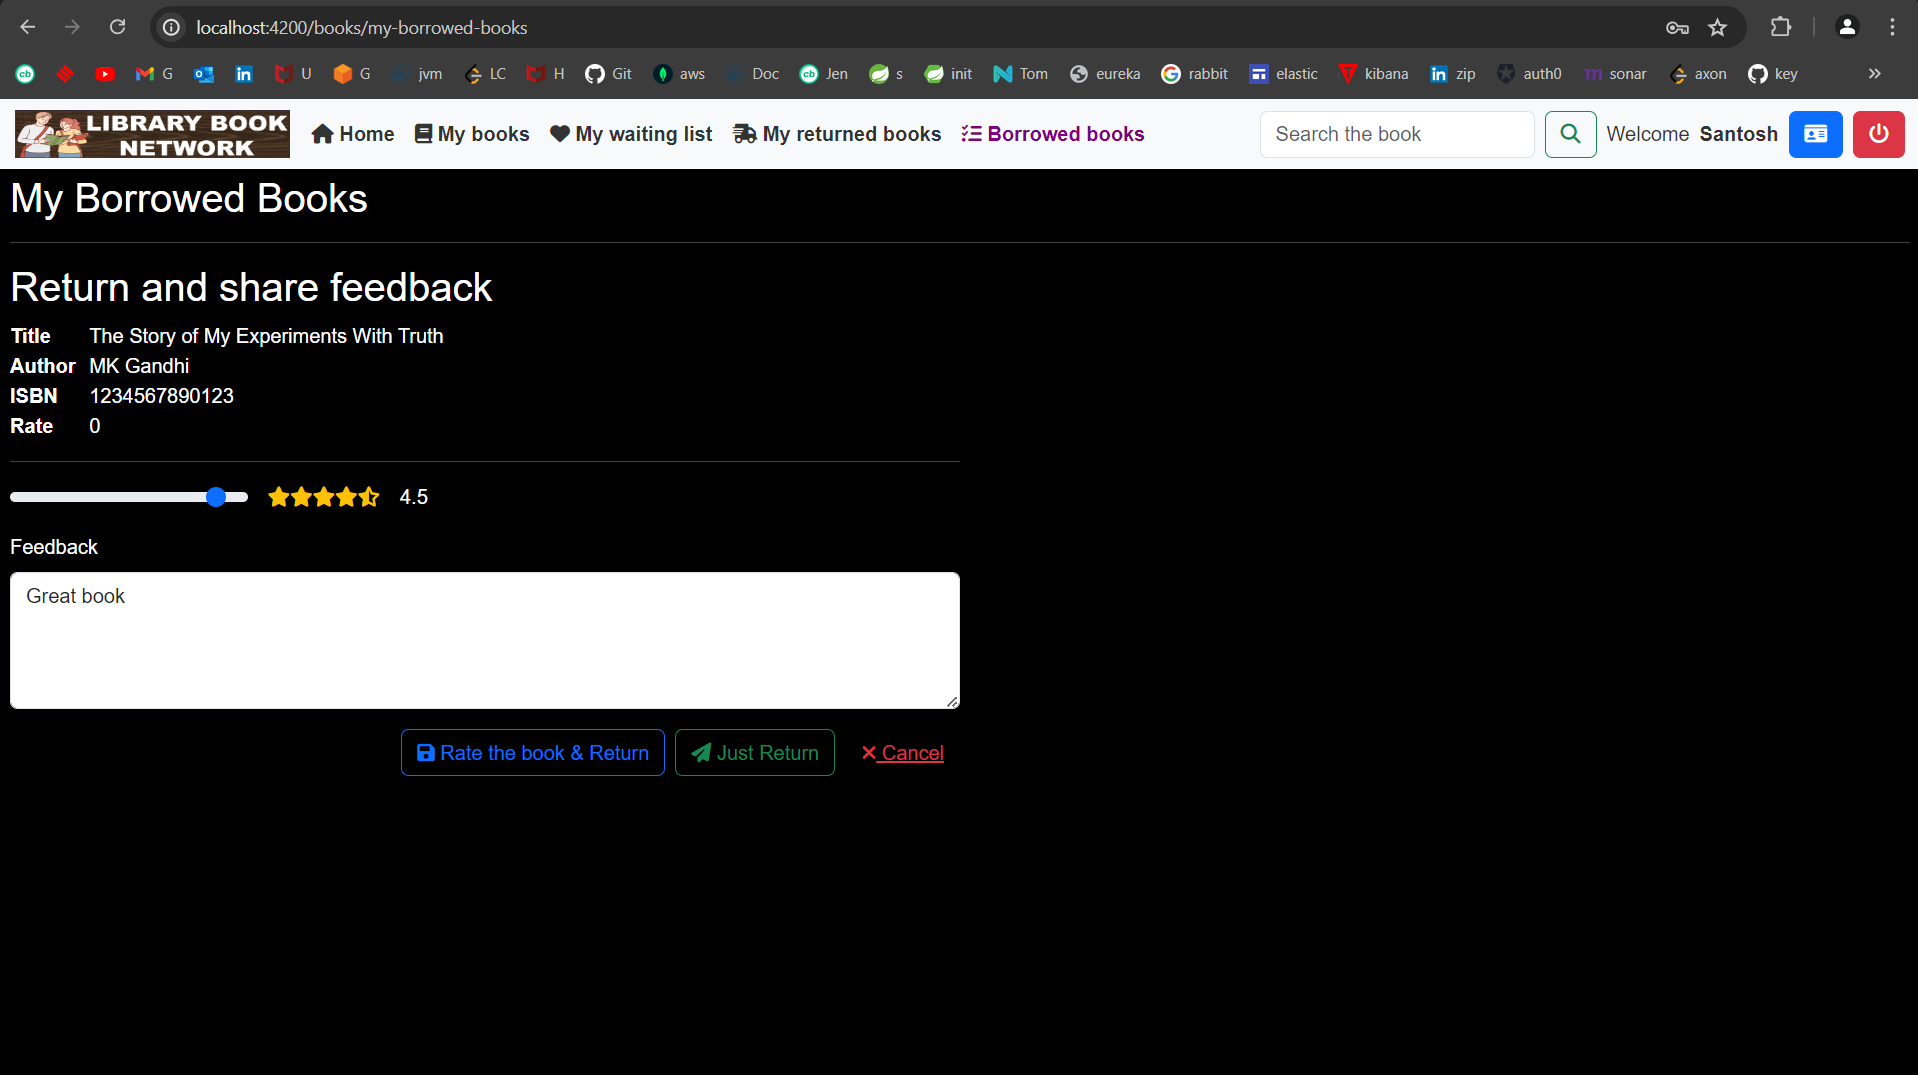 localhost:4200/books/my-borrowed-books
G U G jvm LC H Git aws Doc Jen s init Tom eureka rabbit elastic kibana zip auth0 sonar axon key
LIBRARY BOOK
NETWORK
Home My books My waiting list My returned books Borrowed books Search the book Welcome Santosh
My Borrowed Books
Return and share feedback
Title The Story of My Experiments With Truth
Author MK Gandhi
ISBN 1234567890123
Rate 0
4.5
Feedback
Great book
Rate the book & Return Just Return Cancel